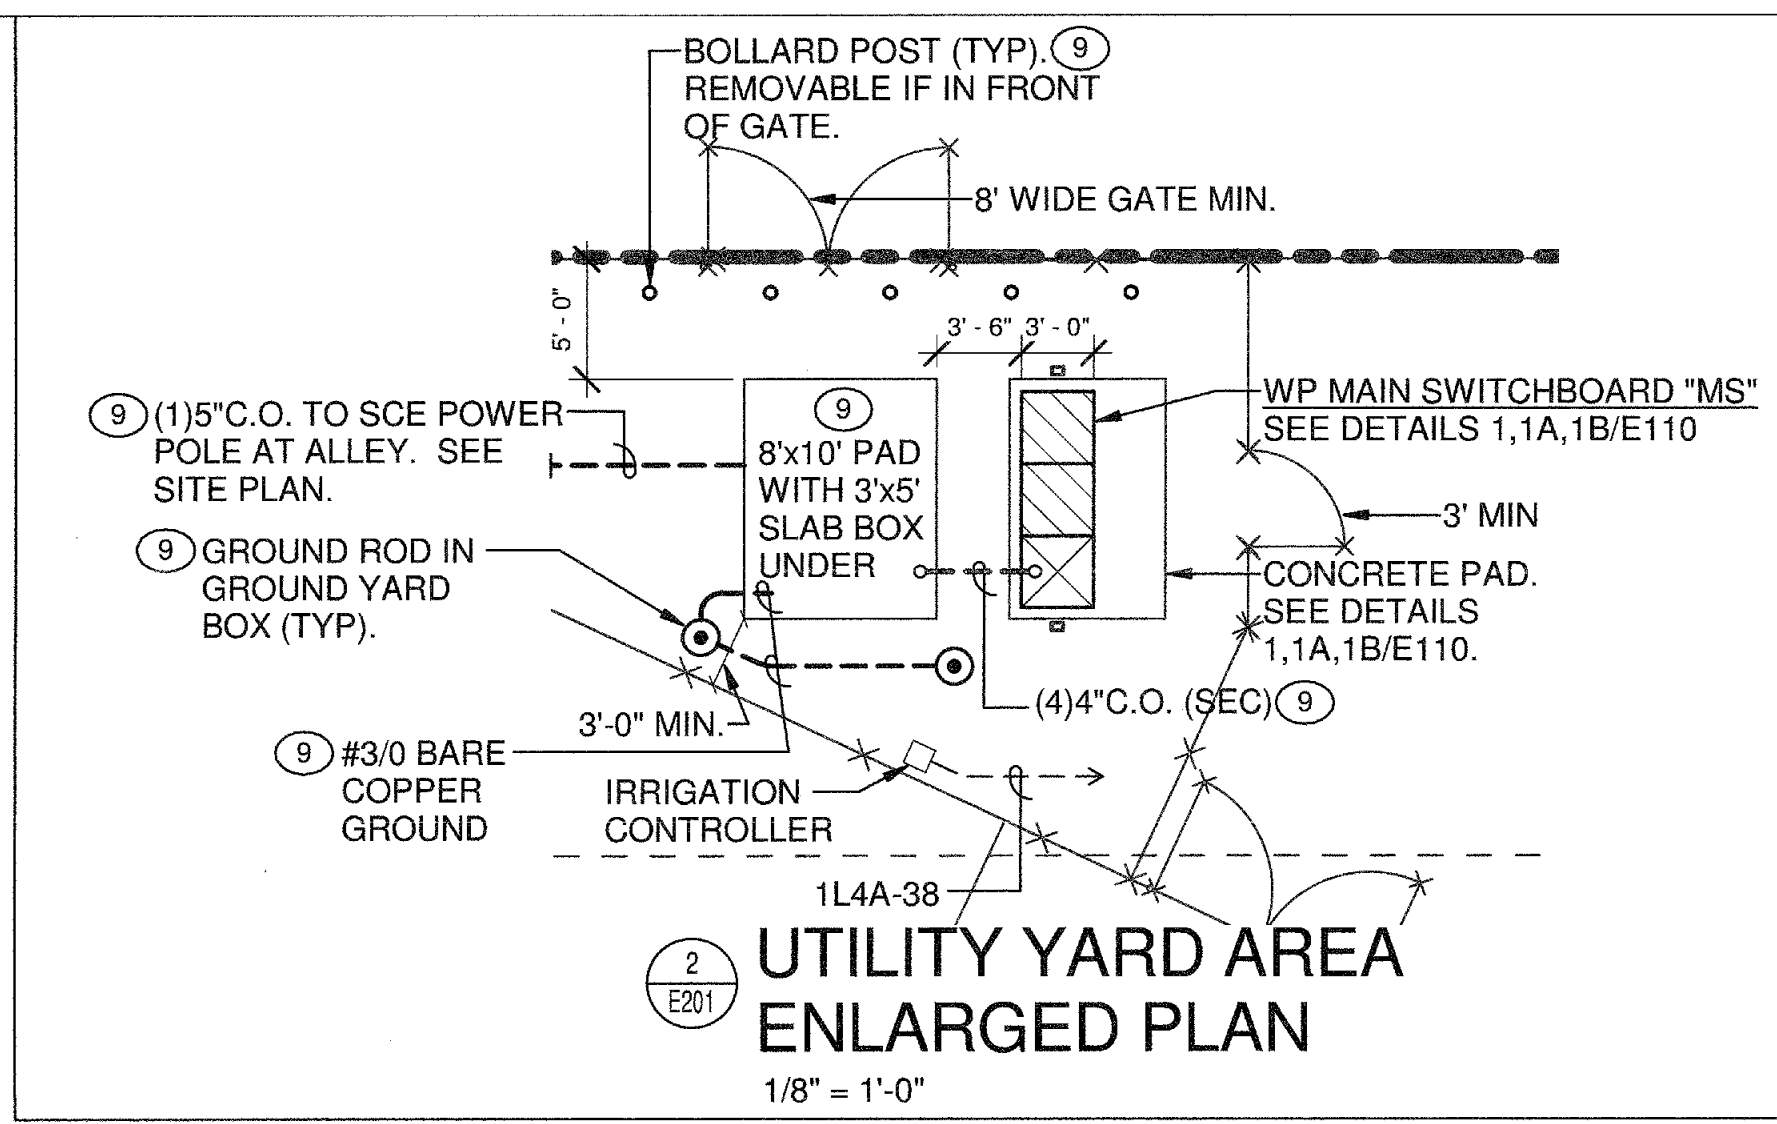 BOLLARD POST (TYP). 9
REMOVABLE IF IN FRONT
OF GATE.
8' WIDE GATE MIN.
5' - 0"
3' - 6" 3' - 0"
WP MAIN SWITCHBOARD "MS"
SEE DETAILS 1,1A,1B/E110
9 (1)5"C.O. TO SCE POWER
POLE AT ALLEY. SEE
SITE PLAN.
9
8'x10' PAD
WITH 3'x5'
SLAB BOX
UNDER
3' MIN
9 GROUND ROD IN
GROUND YARD
BOX (TYP).
CONCRETE PAD.
SEE DETAILS
1,1A,1B/E110.
(4)4"C.O. (SEC) 9
3'-0" MIN.
9 #3/0 BARE
COPPER
GROUND
IRRIGATION
CONTROLLER
1L4A-38
2
E201
UTILITY YARD AREA
ENLARGED PLAN
1/8" = 1'-0"